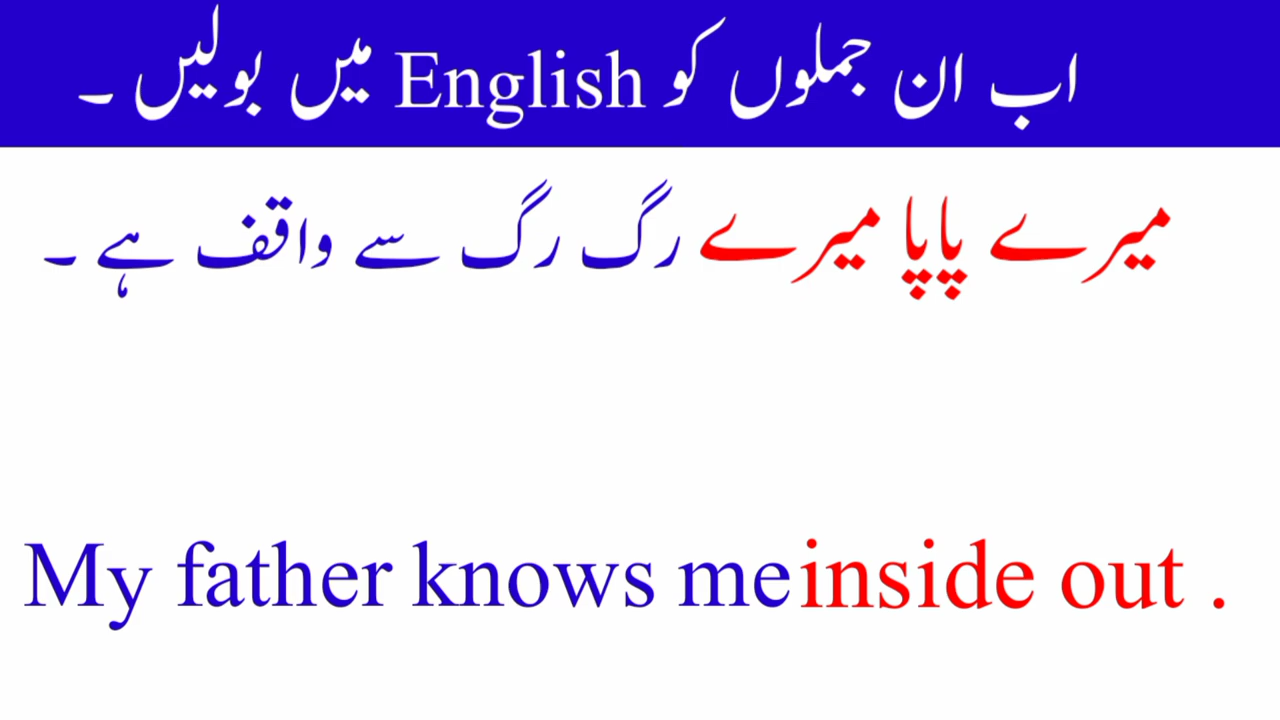 اب ان جملوں کو English میں بولیں ۔
میرے پاپا میرے رگ رگ سے واقف ہے ۔
My father knows me inside out .